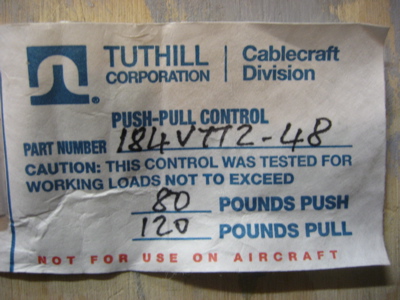 TUTHILL
CORPORATION
Cablecraft
Division
®
PUSH-PULL CONTROL
PART NUMBER 184VTT2-48
CAUTION: THIS CONTROL WAS TESTED FOR
WORKING LOADS NOT TO EXCEED
80 POUNDS PUSH
120 POUNDS PULL
NOT FOR USE ON AIRCRAFT